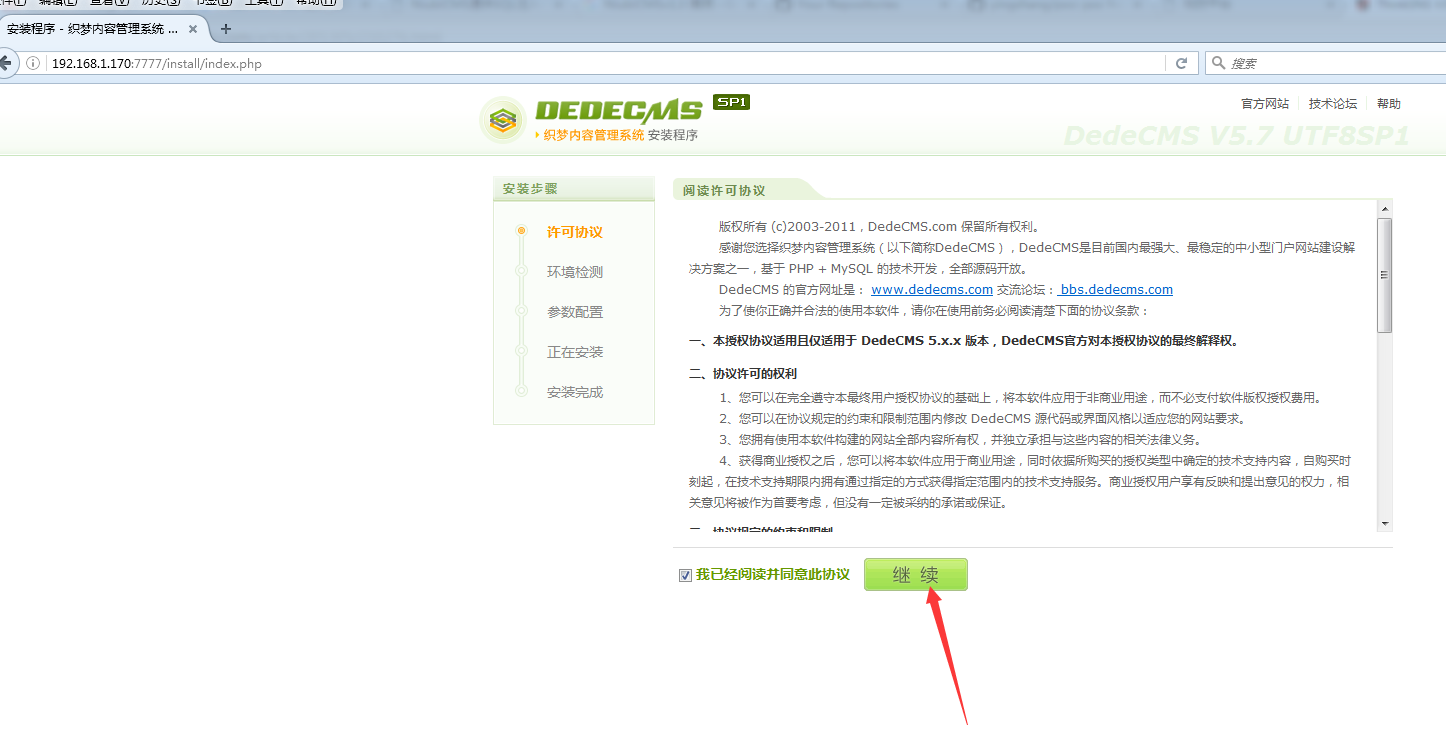 编辑(E) 查看(V) 历史(S) 书签(B) 工具(T) 帮助(H)
安装程序 - 织梦内容管理系统 ...
192.168.1.170:7777/install/index.php
搜索
DEDECMS SP1
织梦内容管理系统 安装程序
官方网站 技术论坛 帮助
DedeCMS V5.7 UTF8SP1
安装步骤
许可协议
环境检测
参数配置
正在安装
安装完成
阅读许可协议
版权所有 (c)2003-2011，DedeCMS.com 保留所有权利。
感谢您选择织梦内容管理系统（以下简称DedeCMS），DedeCMS是目前国内最强大、最稳定的中小型门户网站建设解
决方案之一，基于 PHP + MySQL 的技术开发，全部源码开放。
DedeCMS 的官方网址是： www.dedecms.com 交流论坛： bbs.dedecms.com
为了使你正确并合法的使用本软件，请你在使用前务必阅读清楚下面的协议条款：
一、本授权协议适用且仅适用于 DedeCMS 5.x.x 版本，DedeCMS官方对本授权协议的最终解释权。
二、协议许可的权利
1、您可以在完全遵守本最终用户授权协议的基础上，将本软件应用于非商业用途，而不必支付软件版权授权费用。
2、您可以在协议规定的约束和限制范围内修改 DedeCMS 源代码或界面风格以适应您的网站要求。
3、您拥有使用本软件构建的网站全部内容所有权，并独立承担与这些内容的相关法律义务。
4、获得商业授权之后，您可以将本软件应用于商业用途，同时依据所购买的授权类型中确定的技术支持内容，自购买时
刻起，在技术支持期限内拥有通过指定的方式获得指定范围内的技术支持服务。商业授权用户享有反映和提出意见的权力，相
关意见将被作为首要考虑，但没有一定被采纳的承诺或保证。
我已经阅读并同意此协议
继 续